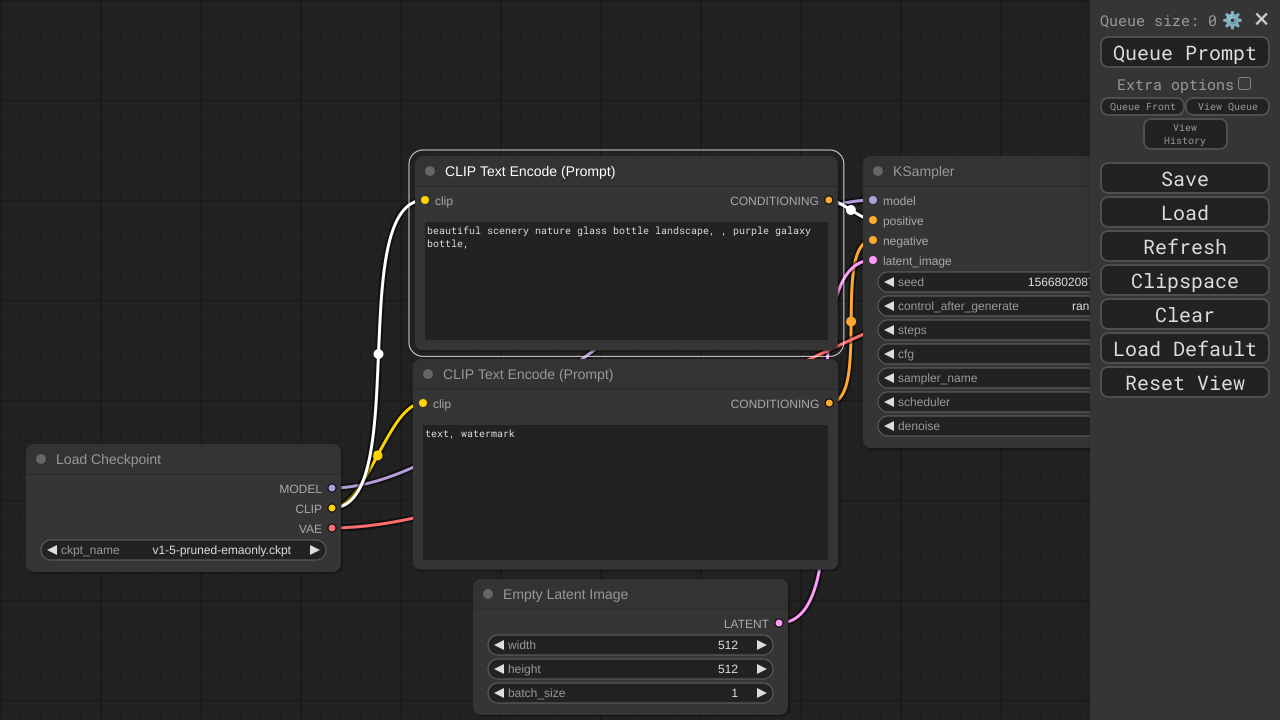 Queue size: 0
Queue Prompt
Extra options
Queue Front
View Queue
View
History
Save
Load
Refresh
Clipspace
Clear
Load Default
Reset View
CLIP Text Encode (Prompt)
clip
CONDITIONING
beautiful scenery nature glass bottle landscape, , purple galaxy
bottle,
KSampler
model
positive
negative
latent_image
seed
control_after_generate
steps
cfg
sampler_name
scheduler
denoise
CLIP Text Encode (Prompt)
clip
CONDITIONING
text, watermark
Load Checkpoint
MODEL
CLIP
VAE
ckpt_name v1-5-pruned-emaonly.ckpt
Empty Latent Image
LATENT
width 512
height 512
batch_size 1